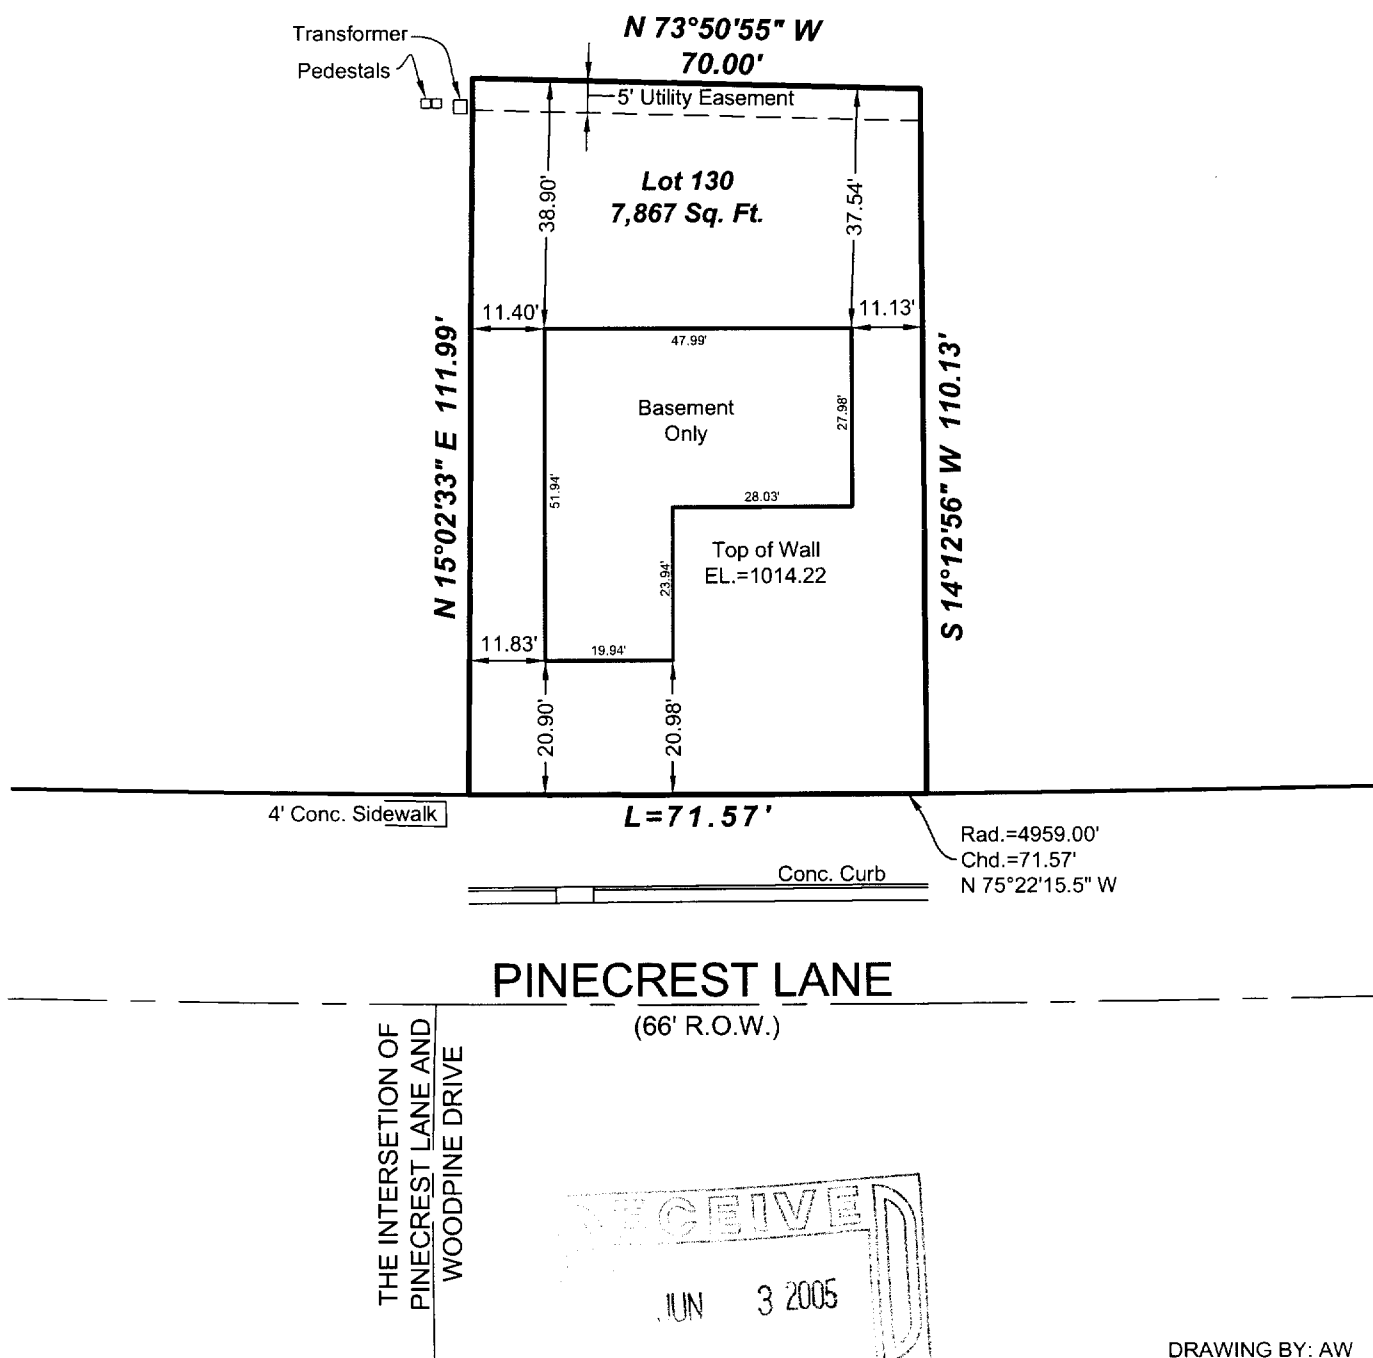 N 73°50'55" W
70.00'
Transformer
Pedestals
5' Utility Easement
Lot 130
7,867 Sq. Ft.
38.90'
37.54'
11.40'
11.13'
47.99'
N 15°02'33" E 111.99'
S 14°12'56" W 110.13'
Basement
Only
27.98'
51.94'
28.03'
Top of Wall
EL.=1014.22
23.94'
11.83'
19.94'
20.90'
20.98'
4' Conc. Sidewalk
L=71.57'
Rad.=4959.00'
Chd.=71.57'
N 75°22'15.5" W
Conc. Curb
PINECREST LANE
(66' R.O.W.)
THE INTERSETION OF
PINECREST LANE AND
WOODPINE DRIVE
RECEIVED
JUN 3 2005
DRAWING BY: AW